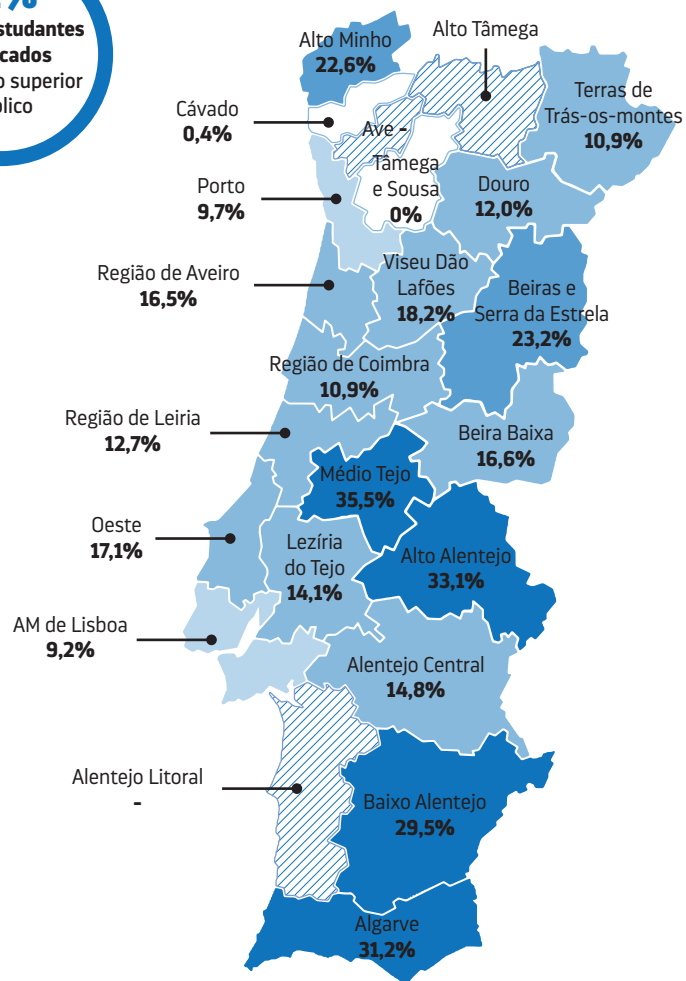 %
Alto Minho
22,6%
Alto Tâmega
Terras de
Trás-os-montes
10,9%
Cávado
0,4%
Ave -
Tâmega
e Sousa
0%
Porto
9,7%
Douro
12,0%
Região de Aveiro
16,5%
Viseu Dão
Lafões
18,2%
Beiras e
Serra da Estrela
23,2%
Região de Coimbra
10,9%
Região de Leiria
12,7%
Beira Baixa
16,6%
Médio Tejo
35,5%
Oeste
17,1%
Lezíria
do Tejo
14,1%
Alto Alentejo
33,1%
AM de Lisboa
9,2%
Alentejo Central
14,8%
Alentejo Litoral
-
Baixo Alentejo
29,5%
Algarve
31,2%
studantes
cados
o superior
lico